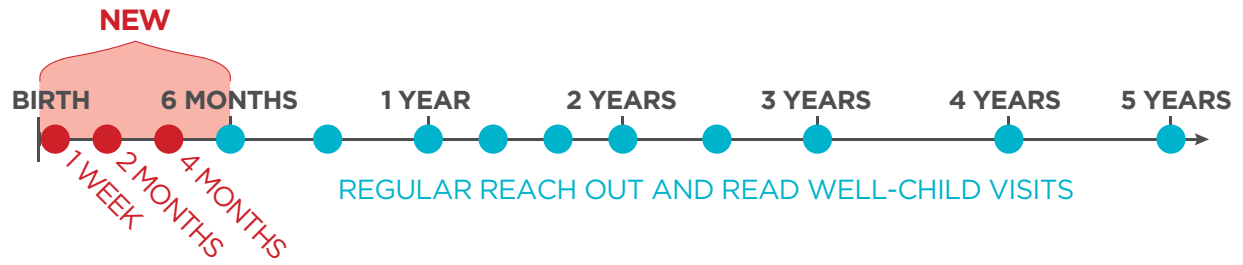 NEW
BIRTH
6 MONTHS
1 YEAR
2 YEARS
3 YEARS
4 YEARS
5 YEARS
1 WEEK
2 MONTHS
4 MONTHS
REGULAR REACH OUT AND READ WELL-CHILD VISITS